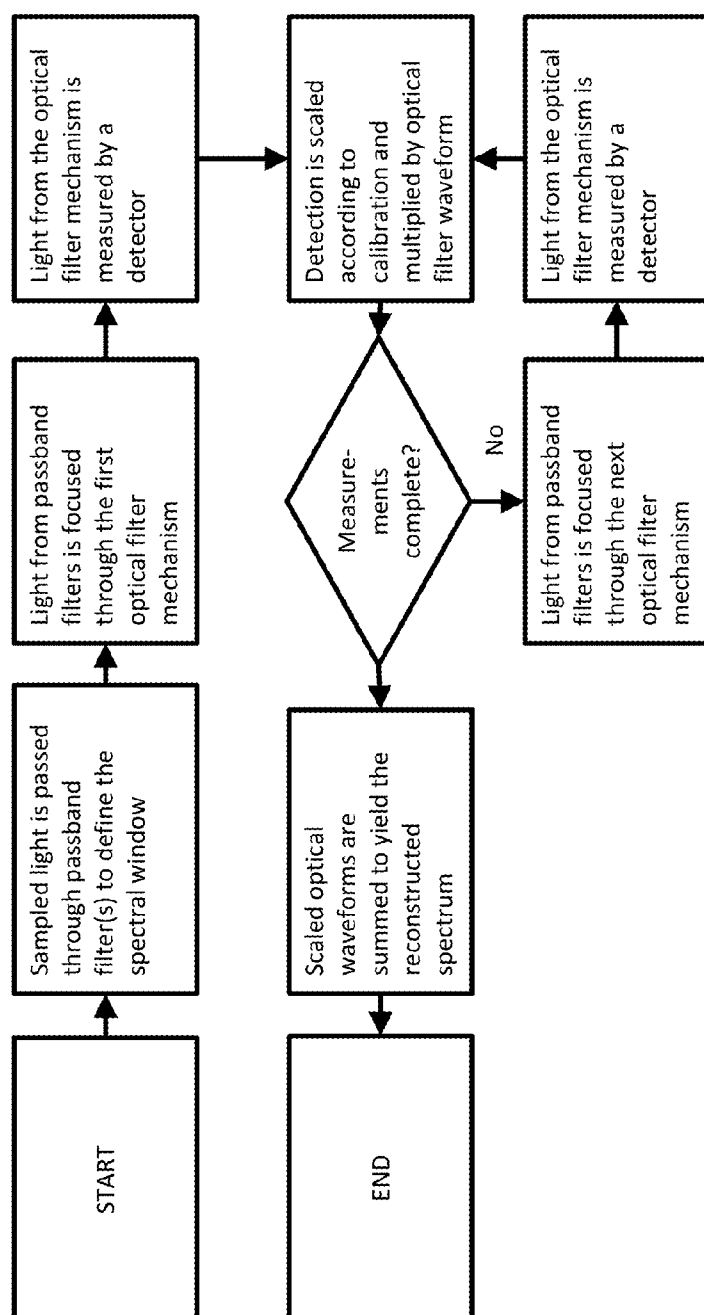 START
Sampled light is passed
through passband
filter(s) to define the
spectral window
Light from passband
filters is focused
through the first
optical filter
mechanism
Light from the optical
filter mechanism is
measured by a
detector
Detection is scaled
according to
calibration and
multiplied by optical
filter waveform
Measure-
ments
complete?
No
Light from passband
filters is focused
through the next
optical filter
mechanism
Light from the optical
filter mechanism is
measured by a
detector
Scaled optical
waveforms are
summed to yield the
reconstructed
spectrum
END